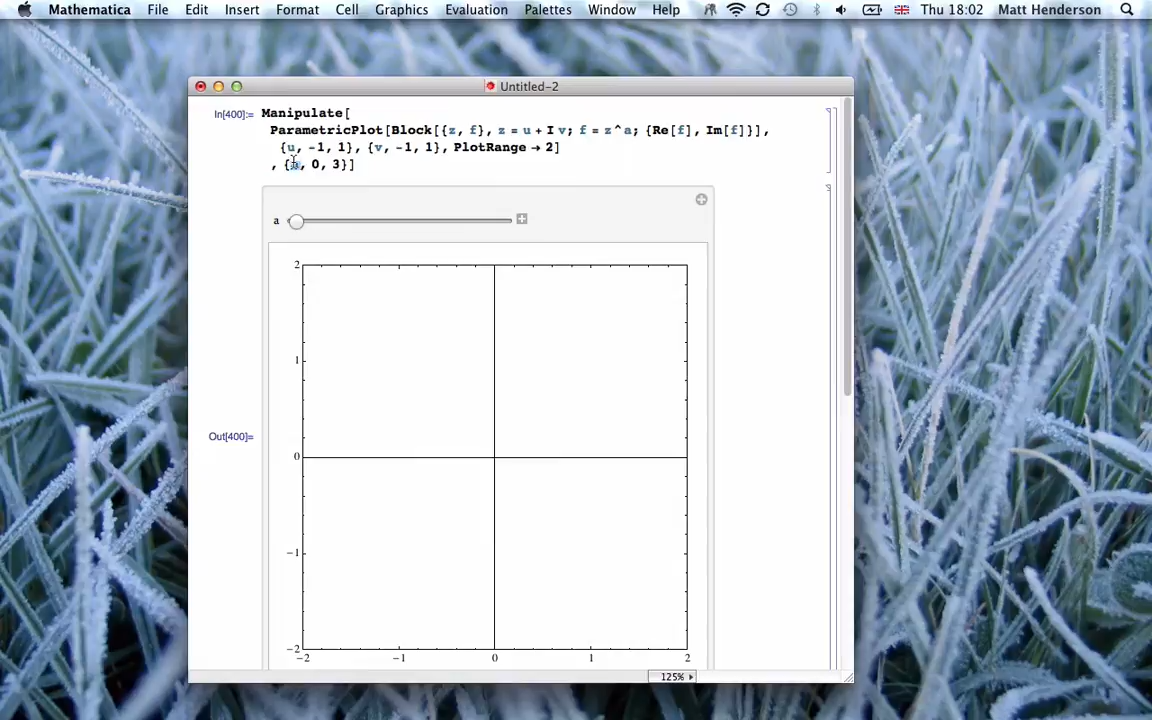 Mathematica File Edit Insert Format Cell Graphics Evaluation Palettes Window Help Thu 18:02 Matt Henderson
Untitled-2
In[400]:= Manipulate[
ParametricPlot[Block[{z, f}, z = u + I v; f = z^a; {Re[f], Im[f]}],
{u, -1, 1}, {v, -1, 1}, PlotRange → 2]
, {a, 0, 3}]
a
2
1
Out[400]= 0
-1
-2
-2 -1 0 1 2
125%